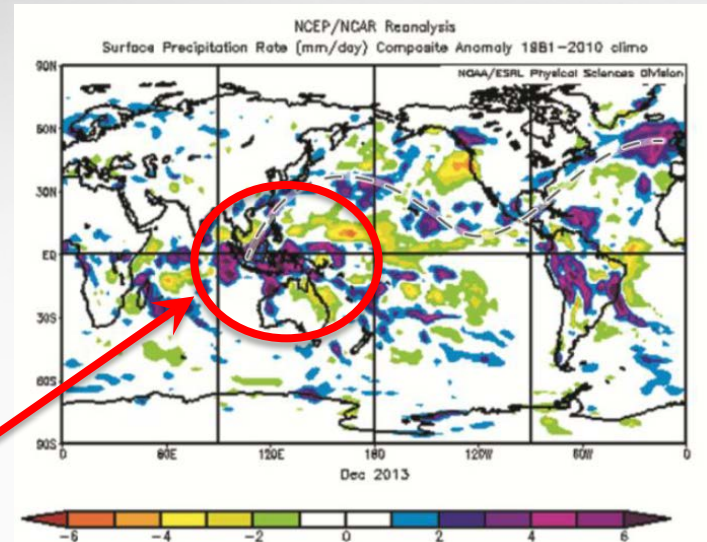 NCEP/NCAR Reanalysis
Surface Precipitation Rate (mm/day) Composite Anomaly 1981-2010 climo
NOAA/ESRL Physical Sciences Division
90N
60N
30N
EQ
30S
60S
90S
0 60E 120E 180 120W 60W 0
Dec 2013
-6 -4 -2 0 2 4 6